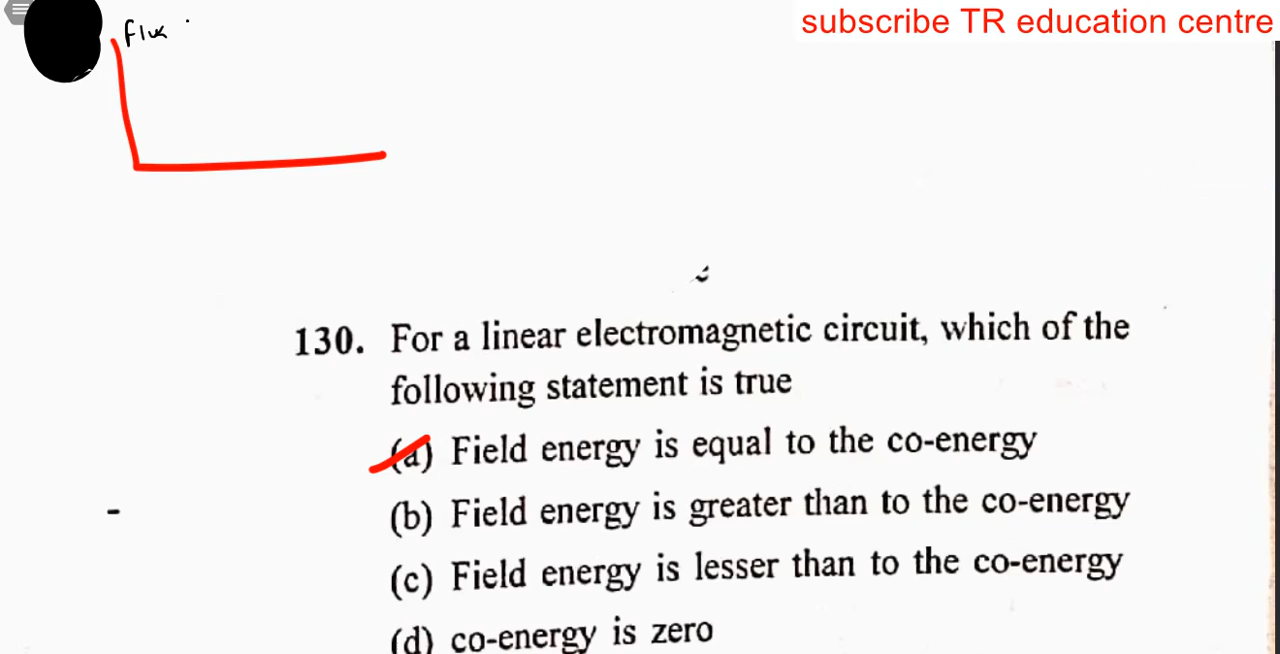 subscribe TR education centre
flux
130. For a linear electromagnetic circuit, which of the
following statement is true
(a) Field energy is equal to the co-energy
(b) Field energy is greater than to the co-energy
(c) Field energy is lesser than to the co-energy
(d) co-energy is zero